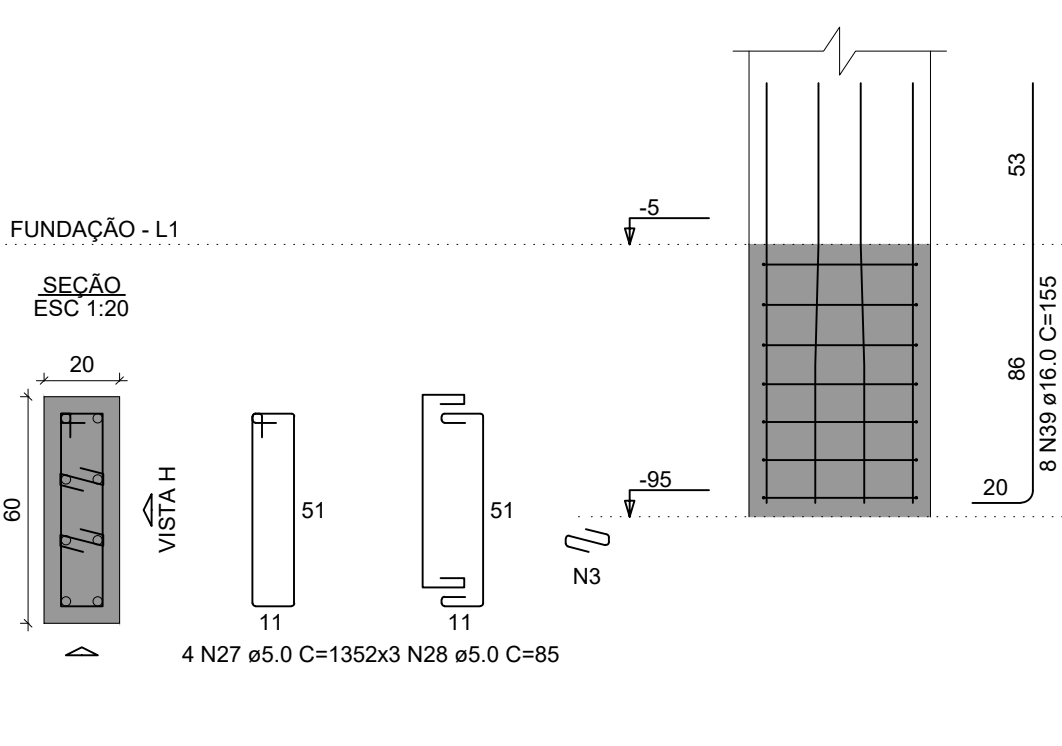 FUNDAÇÃO - L1
SEÇÃO
ESC 1:20
20
60
VISTA H
51
11
51
11
4 N27 ø5.0 C=1352x3 N28 ø5.0 C=85
N3
-5
-95
53
86
20
8 N39 ø16.0 C=155